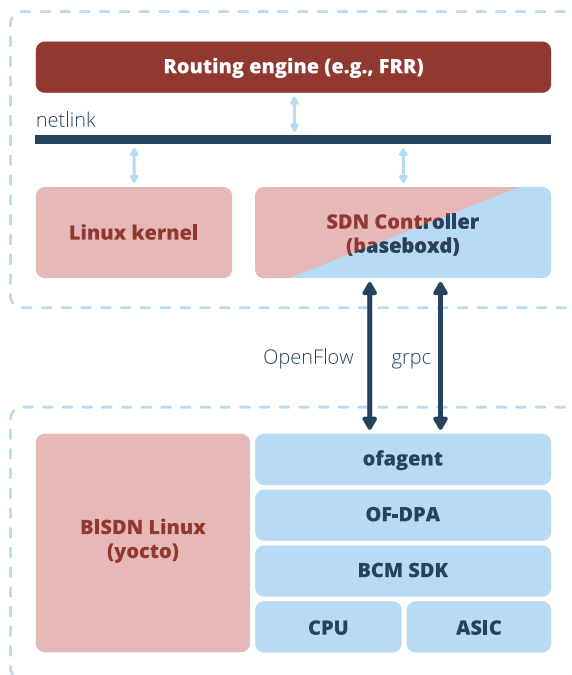 Routing engine (e.g., FRR)
netlink
Linux kernel
SDN Controller
(baseboxd)
OpenFlow
grpc
BISDN Linux
(yocto)
ofagent
OF-DPA
BCM SDK
CPU
ASIC